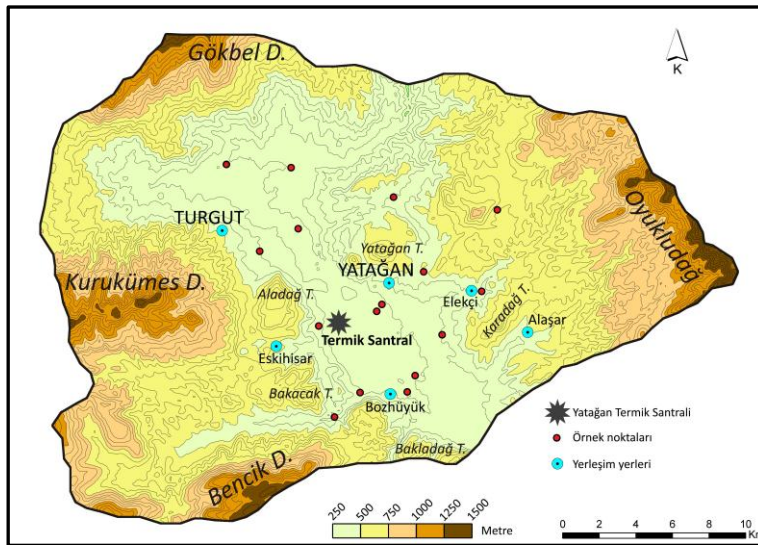 Gökbel D.
K
TURGUT
Oyukludağ
Yatağan T.
YATAĞAN
Kurukümes D.
Aladağ T.
Elekçi
Karadağ T.
Alaşar
Termik Santral
Eskihisar
Bakacak T.
Bozhüyük
Yatağan Termik Santrali
Örnek noktaları
Bakladağ T.
Yerleşim yerleri
Bencik D.
250 500 750 1000 1250 1500
Metre
0 2 4 6 8 10
Km